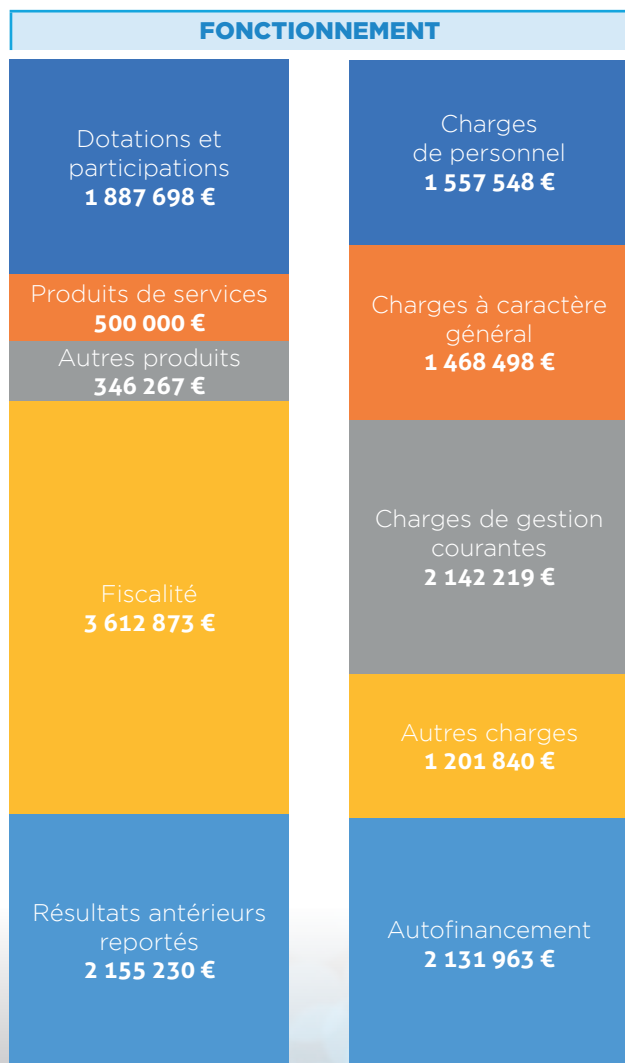 FONCTIONNEMENT
Dotations et
participations
1 887 698 €
Produits de services
500 000 €
Autres produits
346 267 €
Fiscalité
3 612 873 €
Résultats antérieurs
reportés
2 155 230 €
Charges
de personnel
1 557 548 €
Charges à caractère
général
1 468 498 €
Charges de gestion
courantes
2 142 219 €
Autres charges
1 201 840 €
Autofinancement
2 131 963 €